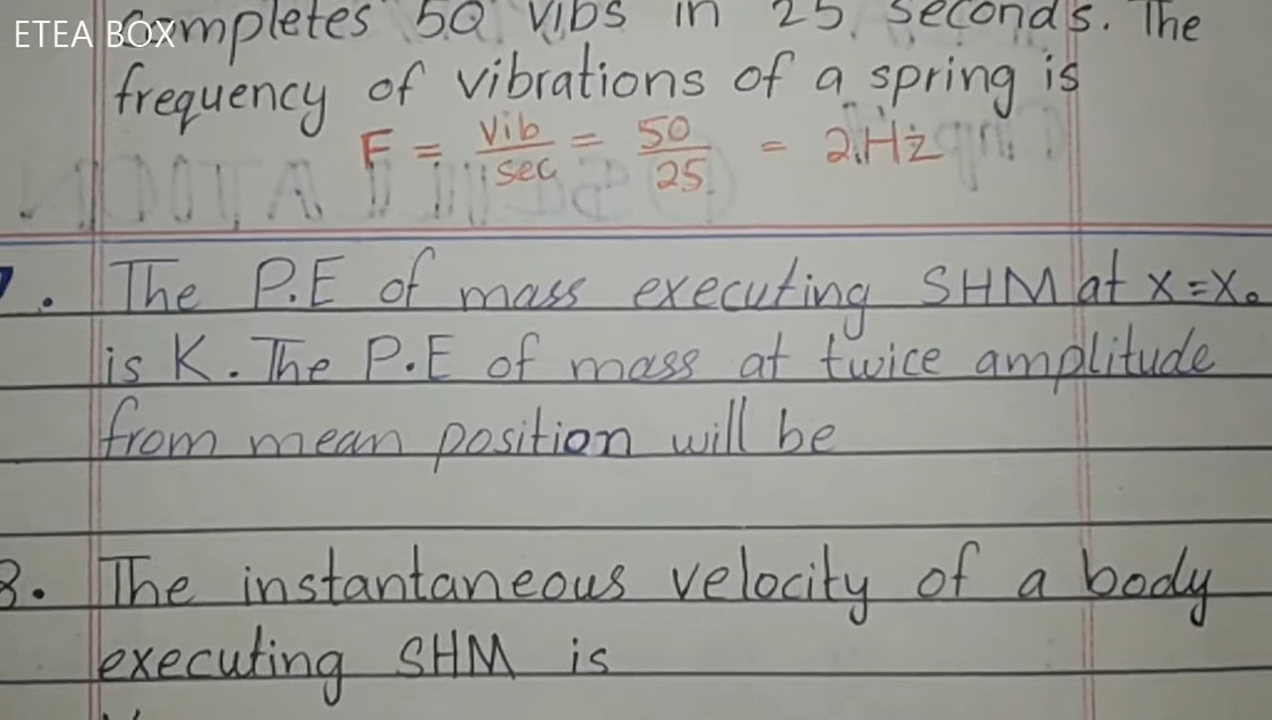 ETEA BOX
completes 50 vibs in 25 seconds. The
frequency of vibrations of a spring is
F = Vib/sec = 50/25 = 2 Hz
7. The P.E of mass executing SHM at x=x₀
is K. The P.E of mass at twice amplitude
from mean position will be
8. The instantaneous velocity of a body
executing SHM is